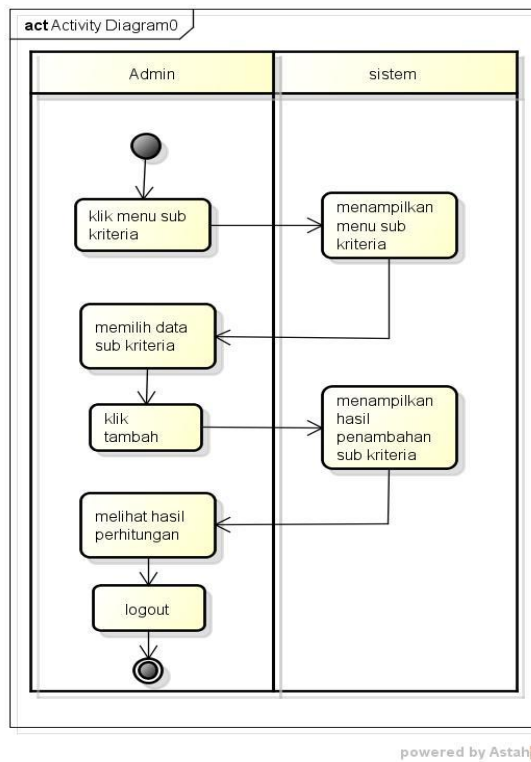 act Activity Diagram0
Admin
sistem
klik menu sub
kriteria
menampilkan
menu sub
kriteria
memilih data
sub kriteria
klik
tambah
menampilkan
hasil
penambahan
sub kriteria
melihat hasil
perhitungan
logout
powered by Astah